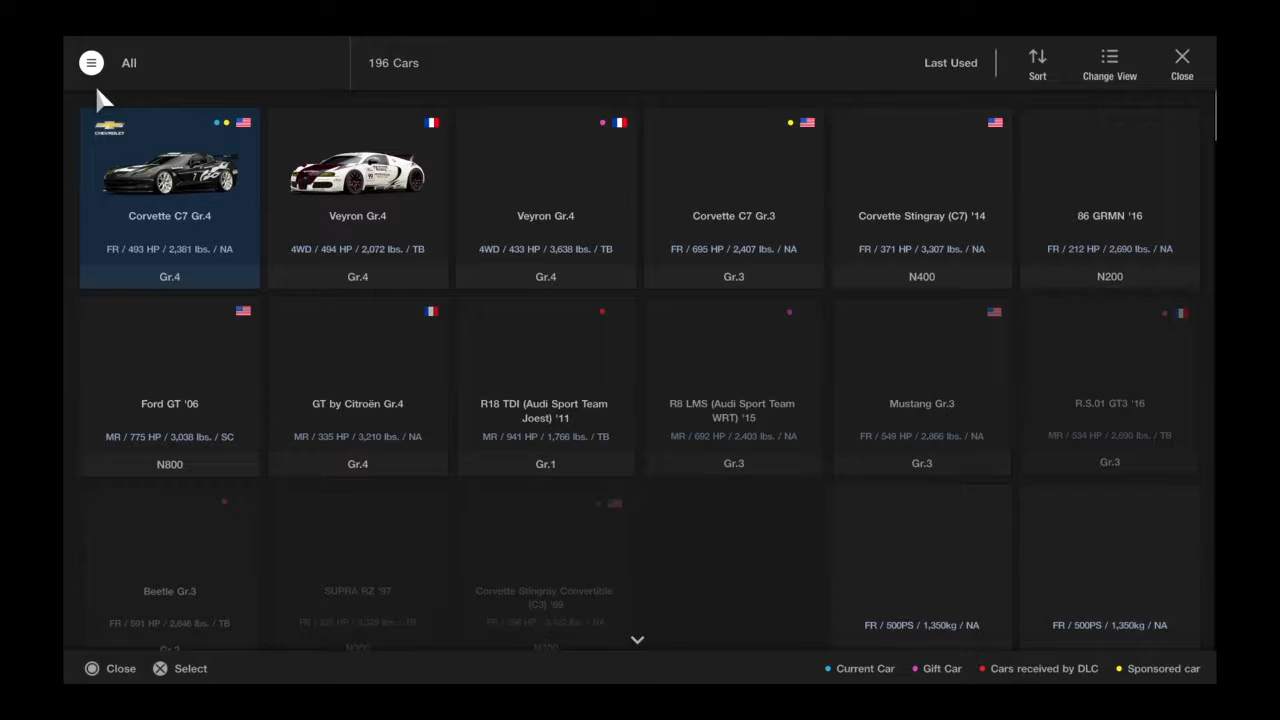 All
196 Cars
Last Used
Sort
Change View
Close
CHEVROLET
Corvette C7 Gr.4
FR / 493 HP / 2,381 lbs. / NA
Gr.4
Veyron Gr.4
4WD / 494 HP / 2,072 lbs. / TB
Gr.4
Veyron Gr.4
4WD / 433 HP / 3,638 lbs. / TB
Gr.4
Corvette C7 Gr.3
FR / 695 HP / 2,407 lbs. / NA
Gr.3
Corvette Stingray (C7) '14
FR / 371 HP / 3,307 lbs. / NA
N400
86 GRMN '16
FR / 212 HP / 2,690 lbs. / NA
N200
Ford GT '06
MR / 775 HP / 3,038 lbs. / SC
N800
GT by Citroën Gr.4
MR / 335 HP / 3,210 lbs. / NA
Gr.4
R18 TDI (Audi Sport Team
Joest) '11
MR / 941 HP / 1,766 lbs. / TB
Gr.1
R8 LMS (Audi Sport Team
WRT) '15
MR / 692 HP / 2,403 lbs. / NA
Gr.3
Mustang Gr.3
FR / 549 HP / 2,866 lbs. / NA
Gr.3
R.S.01 GT3 '16
MR / 534 HP / 2,690 lbs. / TB
Gr.3
Beetle Gr.3
FR / 591 HP / 2,646 lbs. / TB
Gr.3
SUPRA RZ '97
Corvette Stingray Convertible
(C3) '69
N300
FR / 500PS / 1,350kg / NA
FR / 500PS / 1,350kg / NA
Close
Select
Current Car
Gift Car
Cars received by DLC
Sponsored car